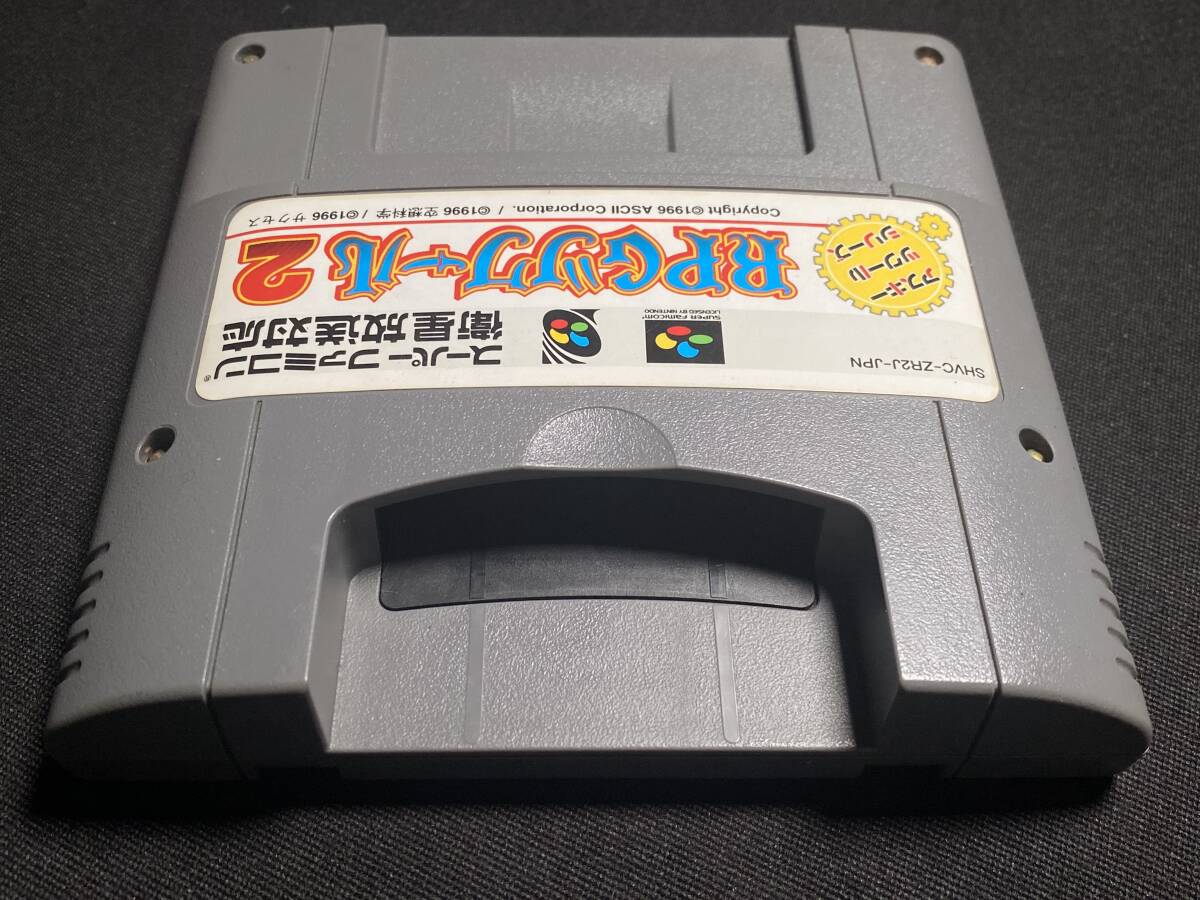 SHVC-ZR2J-JPN
SUPER FAMICOM™
LICENSED BY NINTENDO
スーパーファミコン®
衛星放送対応
アスキー
ツクール
シリーズ
RPGツクール2
Copyright ©1996 ASCII Corporation. / ©1996 空想科学 / ©1996 サクセス